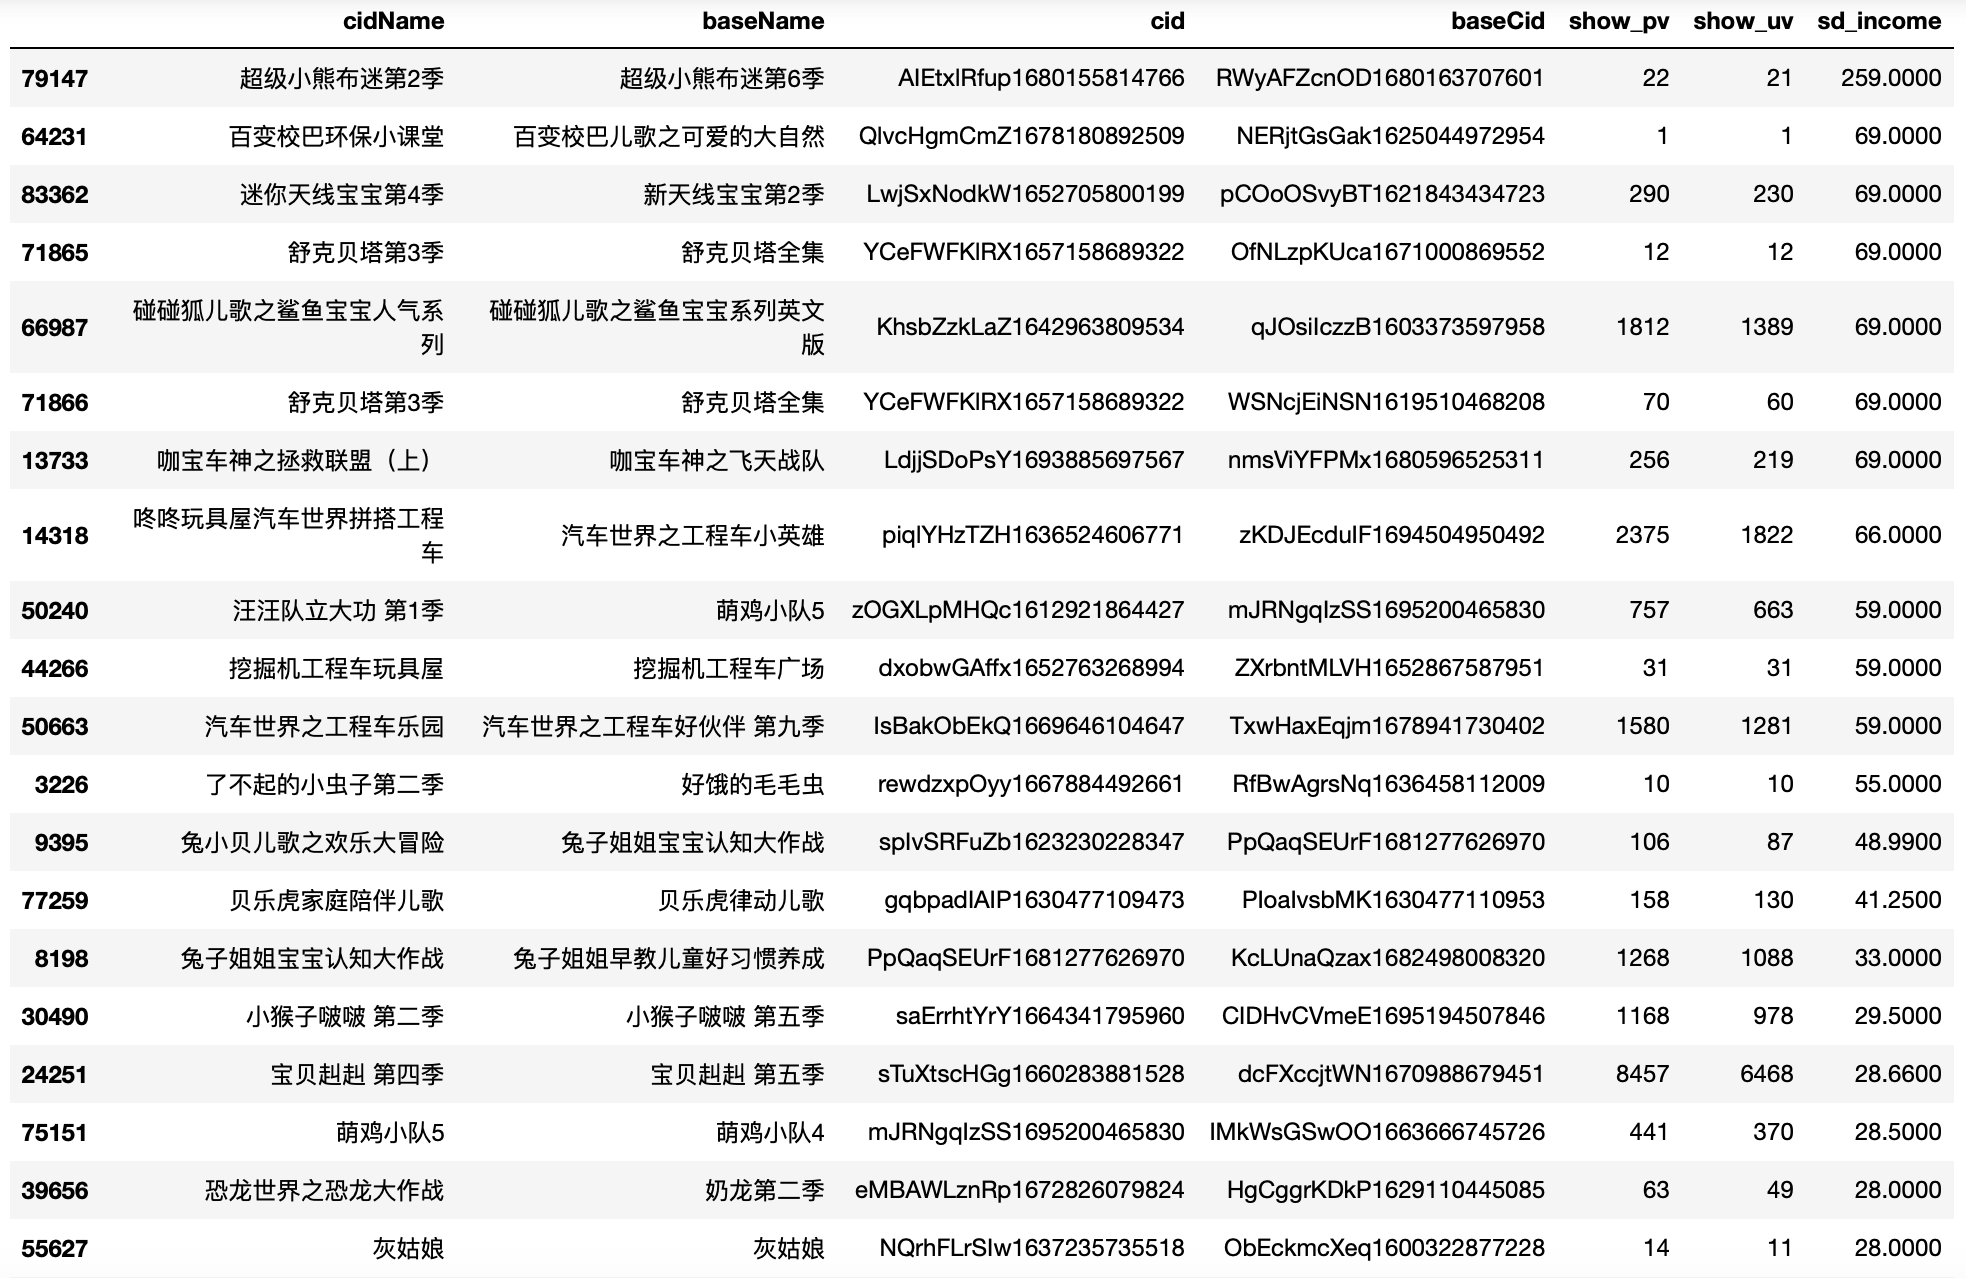 cidName baseName cid baseCid show_pv show_uv sd_income
79147 超级小熊布迷第2季 超级小熊布迷第6季 AIEtxlRfup1680155814766 RWyAFZcnOD1680163707601 22 21 259.0000
64231 百变校巴环保小课堂 百变校巴儿歌之可爱的大自然 QlvcHgmCmZ1678180892509 NERjtGsGak1625044972954 1 1 69.0000
83362 迷你天线宝宝第4季 新天线宝宝第2季 LwjSxNodkW1652705800199 pCOoOSvyBT1621843434723 290 230 69.0000
71865 舒克贝塔第3季 舒克贝塔全集 YCeFWFKlRX1657158689322 OfNLzpKUca1671000869552 12 12 69.0000
66987 碰碰狐儿歌之鲨鱼宝宝人气系 碰碰狐儿歌之鲨鱼宝宝系列英文 KhsbZzkLaZ1642963809534 qJOsilczzB1603373597958 1812 1389 69.0000
列 版
71866 舒克贝塔第3季 舒克贝塔全集 YCeFWFKlRX1657158689322 WSNcjEiNSN1619510468208 70 60 69.0000
13733 咖宝车神之拯救联盟（上） 咖宝车神之飞天战队 LdjjSDoPsY1693885697567 nmsViYFPMx1680596525311 256 219 69.0000
14318 咚咚玩具屋汽车世界拼搭工程 汽车世界之工程车小英雄 piqlYHzTZH1636524606771 zKDJEcduIF1694504950492 2375 1822 66.0000
车
50240 汪汪队立大功 第1季 萌鸡小队5 zOGXLpMHQc1612921864427 mJRNgqIzSS1695200465830 757 663 59.0000
44266 挖掘机工程车玩具屋 挖掘机工程车广场 dxobwGAffx1652763268994 ZXrbntMLVH1652867587951 31 31 59.0000
50663 汽车世界之工程车乐园 汽车世界之工程车好伙伴 第九季 IsBakObEkQ1669646104647 TxwHaxEqjm1678941730402 1580 1281 59.0000
3226 了不起的小虫子第二季 好饿的毛毛虫 rewdzxpOyy1667884492661 RfBwAgrsNq1636458112009 10 10 55.0000
9395 兔小贝儿歌之欢乐大冒险 兔子姐姐宝宝认知大作战 spIvSRFuZb1623230228347 PpQaqSEUrF1681277626970 106 87 48.9900
77259 贝乐虎家庭陪伴儿歌 贝乐虎律动儿歌 gqbpadIAIP1630477109473 PIoaIvsbMK1630477110953 158 130 41.2500
8198 兔子姐姐宝宝认知大作战 兔子姐姐早教儿童好习惯养成 PpQaqSEUrF1681277626970 KcLUnaQzax1682498008320 1268 1088 33.0000
30490 小猴子啵啵 第二季 小猴子啵啵 第五季 saErrhtYrY1664341795960 CIDHvCVmeE1695194507846 1168 978 29.5000
24251 宝贝赳赳 第四季 宝贝赳赳 第五季 sTuXtscHGg1660283881528 dcFXccjtWN1670988679451 8457 6468 28.6600
75151 萌鸡小队5 萌鸡小队4 mJRNgqIzSS1695200465830 IMkWsGSwOO1663666745726 441 370 28.5000
39656 恐龙世界之恐龙大作战 奶龙第二季 eMBAWLznRp1672826079824 HgCggrKDkP1629110445085 63 49 28.0000
55627 灰姑娘 灰姑娘 NQrhFLrSIw1637235735518 ObEckmcXeq1600322877228 14 11 28.0000